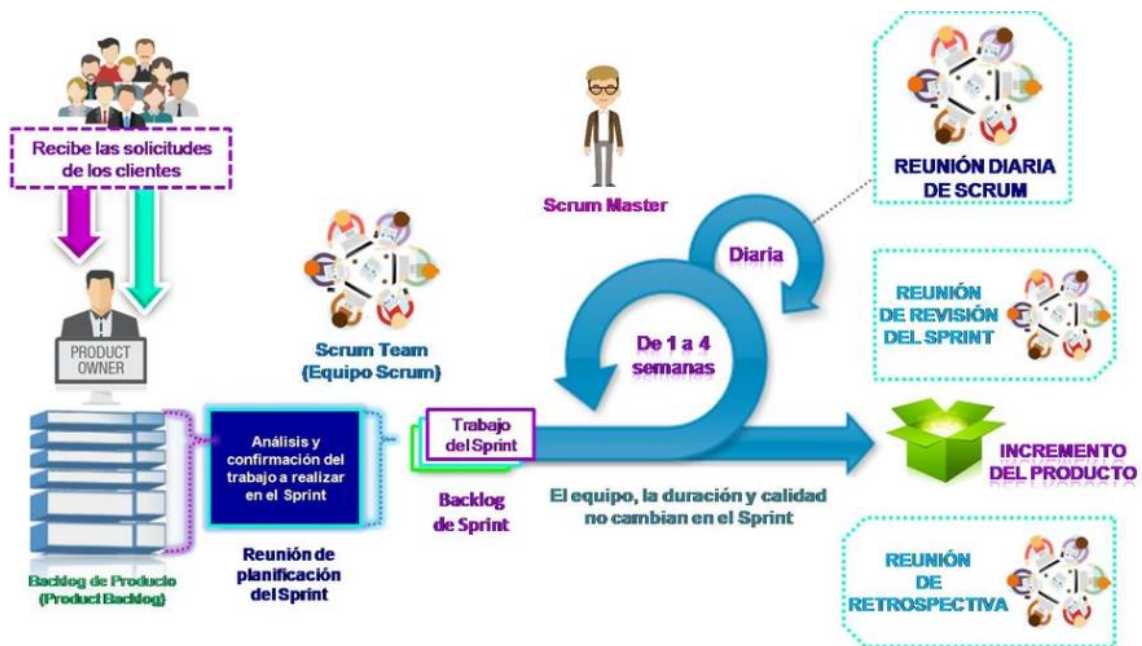 Recibe las solicitudes
de los clientes
PRODUCT
OWNER
Backlog de Producto
(Product Backlog)
Análisis y
confirmación del
trabajo a realizar
en el Sprint
Reunión de
planificación
del Sprint
Scrum Team
(Equipo Scrum)
Trabajo
del Sprint
Backlog
de Sprint
Scrum Master
De 1 a 4
semanas
Diaria
El equipo, la duración y calidad
no cambian en el Sprint
REUNIÓN DIARIA
DE SCRUM
REUNIÓN
DE REVISIÓN
DEL SPRINT
INCREMENTO
DEL PRODUCTO
REUNIÓN
DE
RETROSPECTIVA